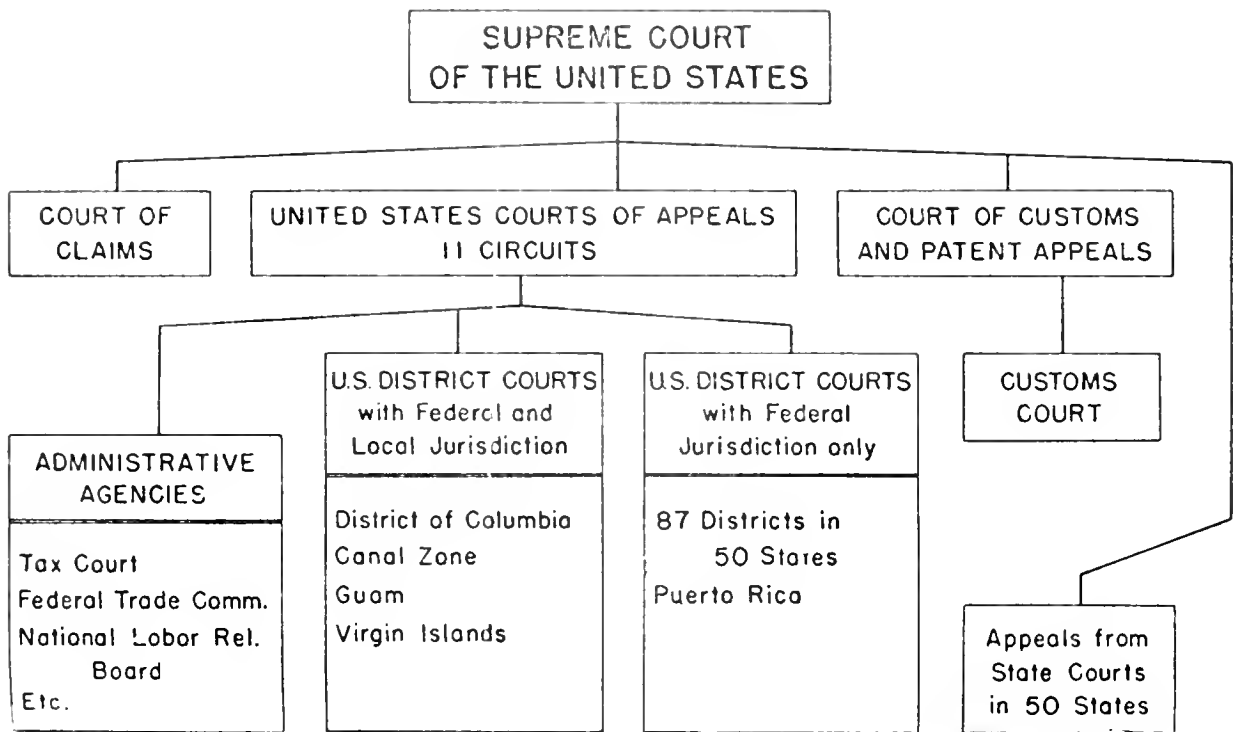 SUPREME COURT
OF THE UNITED STATES
COURT OF
CLAIMS
UNITED STATES COURTS OF APPEALS
11 CIRCUITS
COURT OF CUSTOMS
AND PATENT APPEALS
ADMINISTRATIVE
AGENCIES
Tax Court
Federal Trade Comm.
National Lobor Rel.
Board
Etc.
U.S. DISTRICT COURTS
with Federal and
Local Jurisdiction
District of Columbia
Canal Zone
Guam
Virgin Islands
U.S. DISTRICT COURTS
with Federal
Jurisdiction only
87 Districts in
50 States
Puerto Rica
CUSTOMS
COURT
Appeals from
State Courts
in 50 States